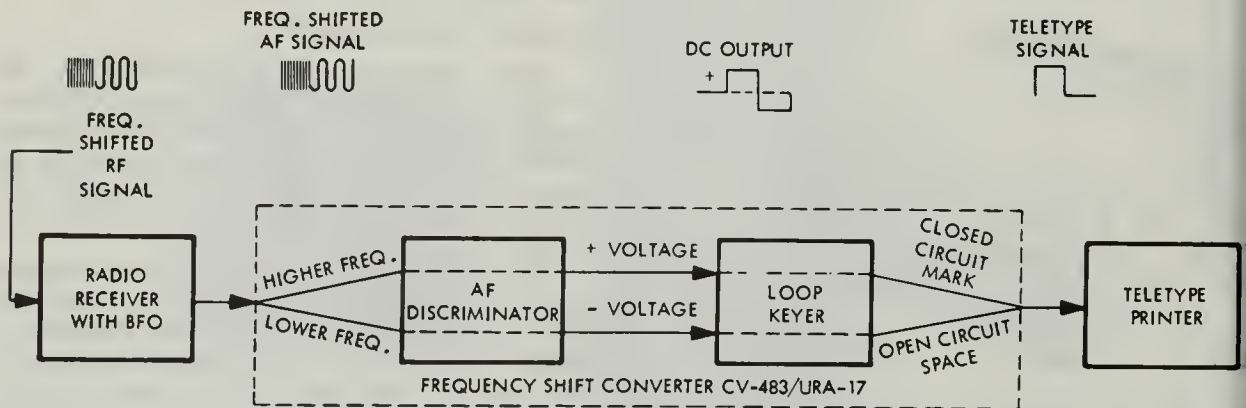 FREQ. SHIFTED
AF SIGNAL
DC OUTPUT
+
TELETYPE
SIGNAL
FREQ.
SHIFTED
RF
SIGNAL
RADIO
RECEIVER
WITH BFO
HIGHER FREQ.
LOWER FREQ.
AF
DISCRIMINATOR
+ VOLTAGE
- VOLTAGE
LOOP
KEYER
CLOSED
CIRCUIT
MARK
OPEN CIRCUIT
SPACE
TELETYPE
PRINTER
FREQUENCY SHIFT CONVERTER CV-483/URA-17